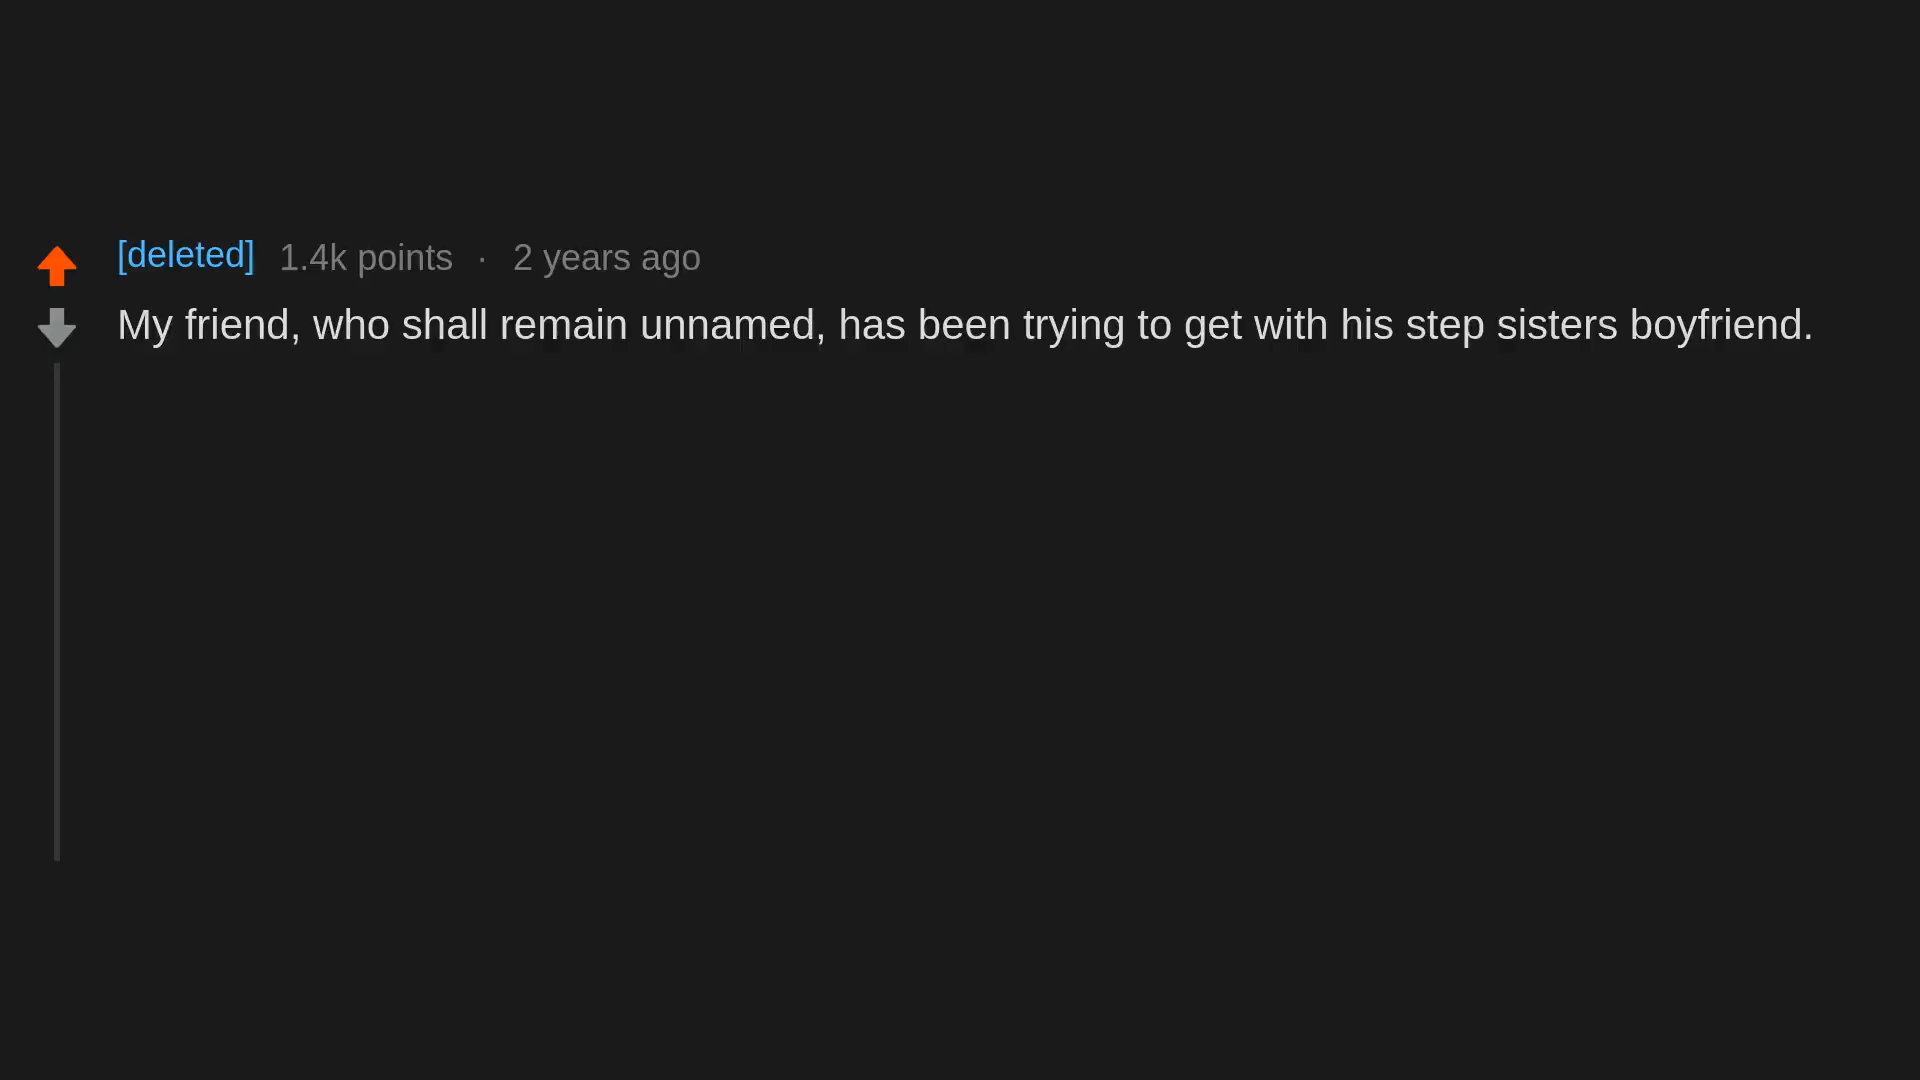 [deleted] 1.4k points · 2 years ago
My friend, who shall remain unnamed, has been trying to get with his step sisters boyfriend.